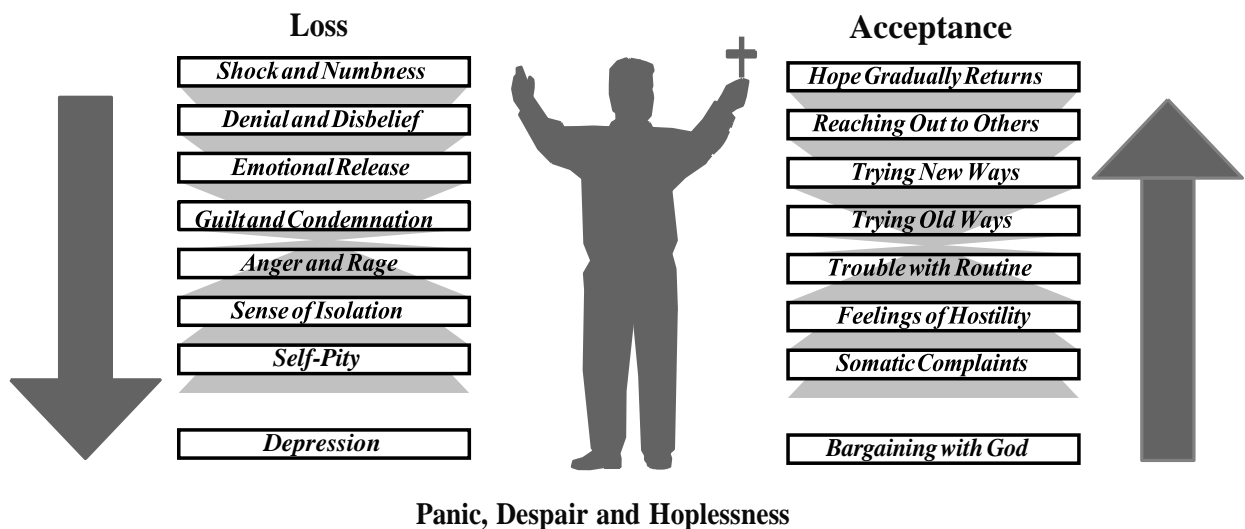 Loss
Shock and Numbness
Denial and Disbelief
Emotional Release
Guilt and Condemnation
Anger and Rage
Sense of Isolation
Self-Pity
Depression
Acceptance
Hope Gradually Returns
Reaching Out to Others
Trying New Ways
Trying Old Ways
Trouble with Routine
Feelings of Hostility
Somatic Complaints
Bargaining with God
Panic, Despair and Hoplessness